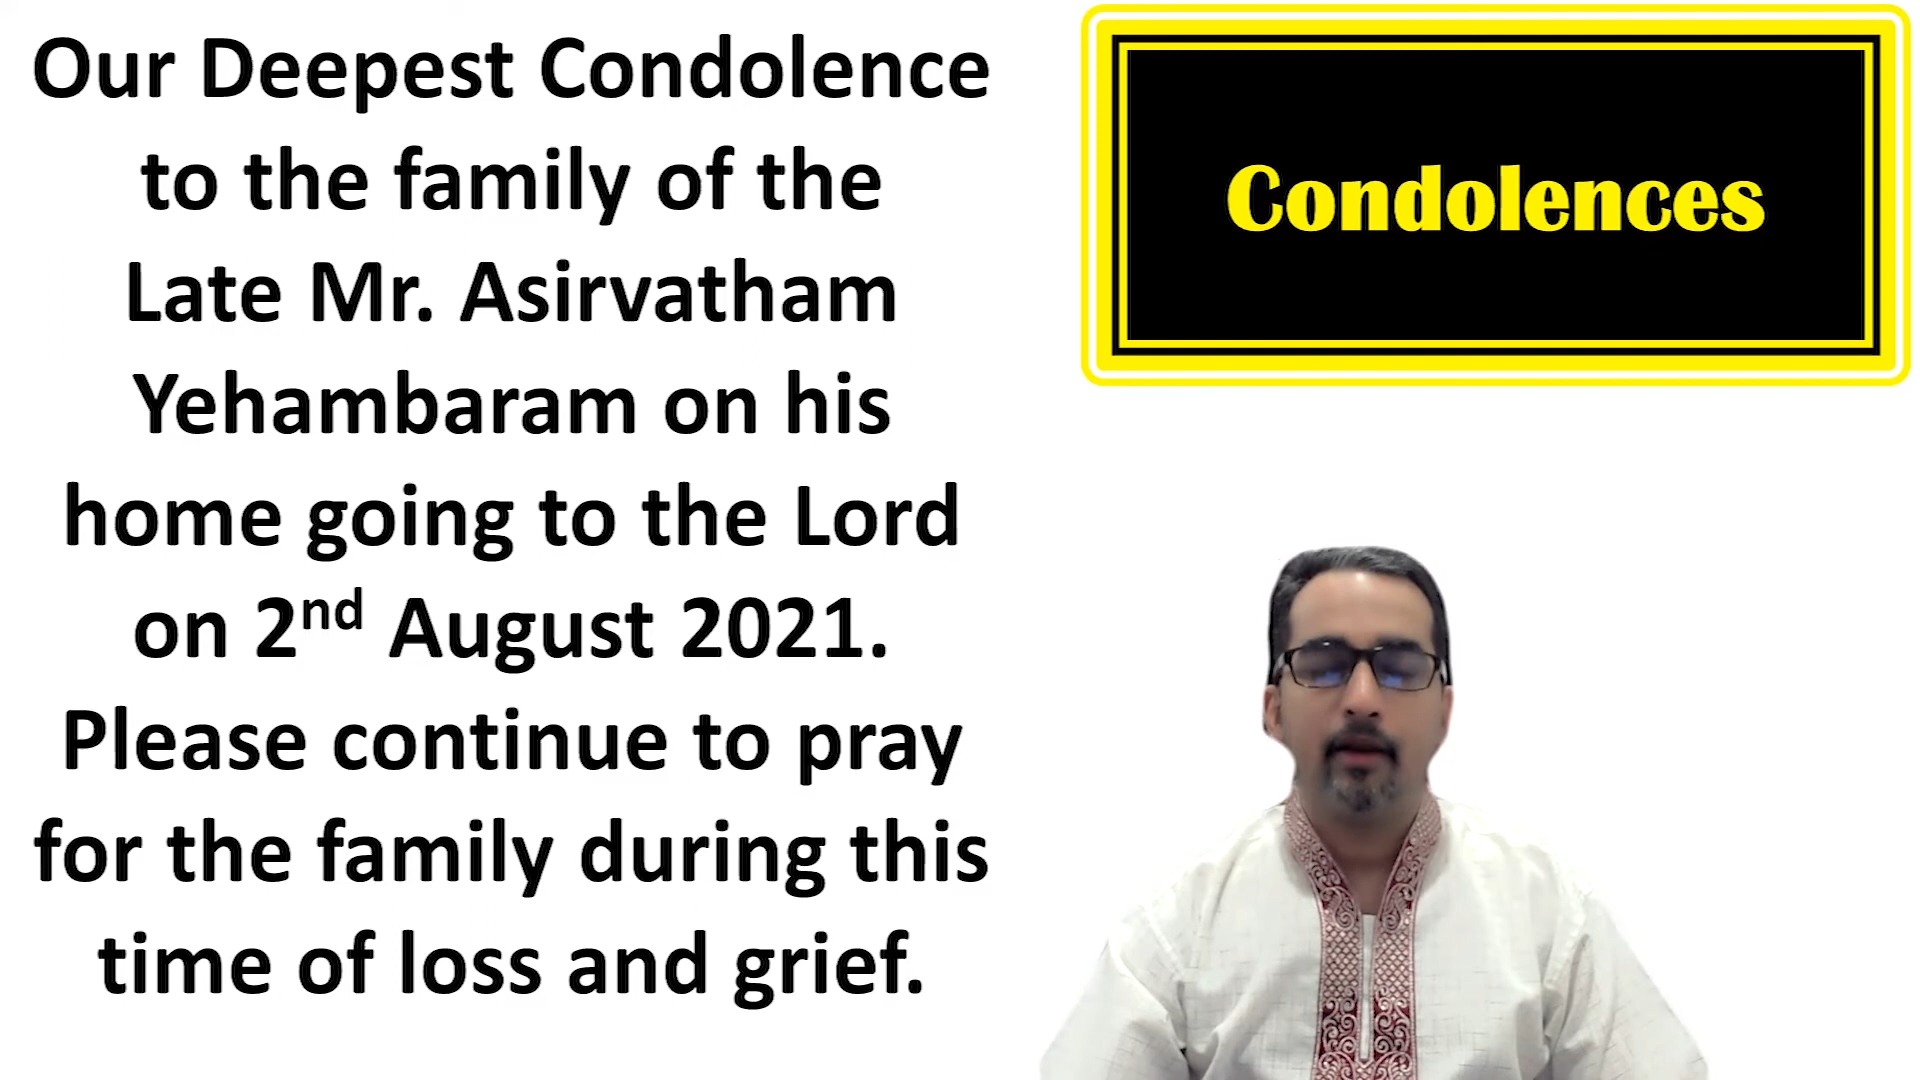 Our Deepest Condolence
to the family of the
Late Mr. Asirvatham
Yehambaram on his
home going to the Lord
on 2nd August 2021.
Please continue to pray
for the family during this
time of loss and grief.
Condolences